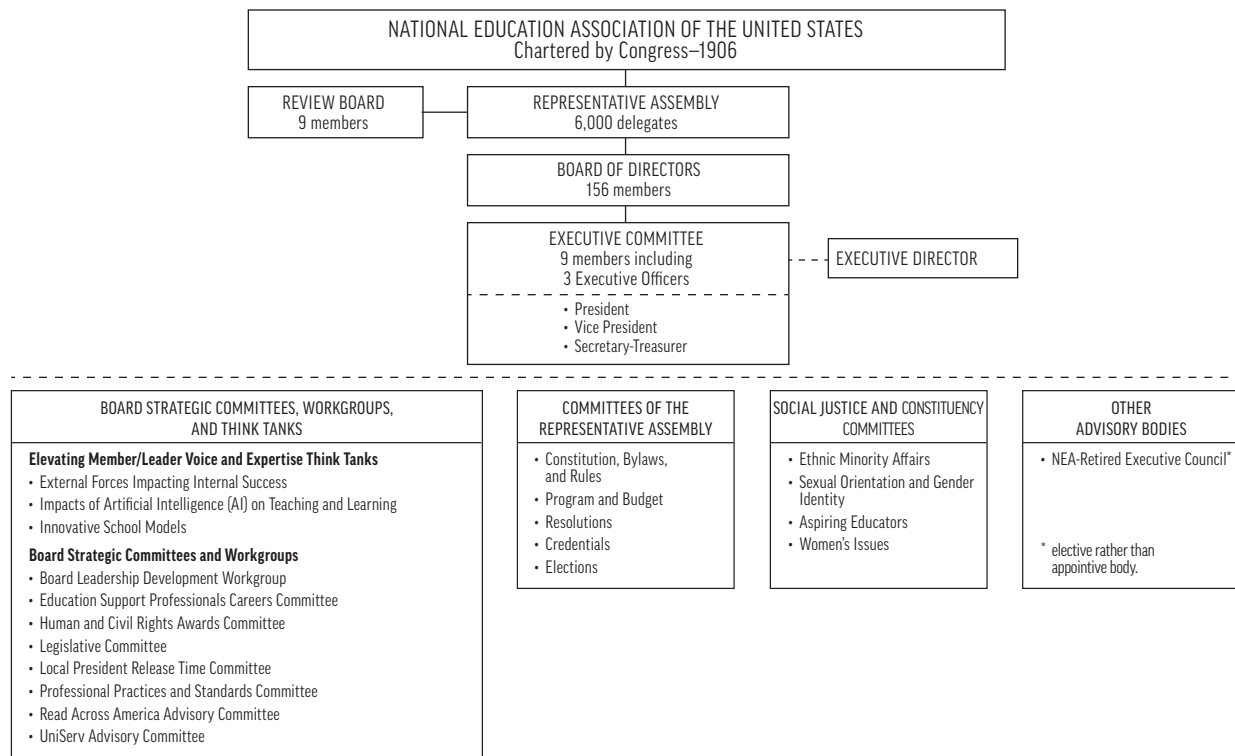 NATIONAL EDUCATION ASSOCIATION OF THE UNITED STATES
Chartered by Congress–1906
REVIEW BOARD
9 members
REPRESENTATIVE ASSEMBLY
6,000 delegates
BOARD OF DIRECTORS
156 members
EXECUTIVE COMMITTEE
9 members including
3 Executive Officers
• President
• Vice President
• Secretary-Treasurer
EXECUTIVE DIRECTOR
BOARD STRATEGIC COMMITTEES, WORKGROUPS,
AND THINK TANKS
Elevating Member/Leader Voice and Expertise Think Tanks
• External Forces Impacting Internal Success
• Impacts of Artificial Intelligence (AI) on Teaching and Learning
• Innovative School Models
Board Strategic Committees and Workgroups
• Board Leadership Development Workgroup
• Education Support Professionals Careers Committee
• Human and Civil Rights Awards Committee
• Legislative Committee
• Local President Release Time Committee
• Professional Practices and Standards Committee
• Read Across America Advisory Committee
• UniServ Advisory Committee
COMMITTEES OF THE
REPRESENTATIVE ASSEMBLY
• Constitution, Bylaws,
and Rules
• Program and Budget
• Resolutions
• Credentials
• Elections
SOCIAL JUSTICE AND CONSTITUENCY
COMMITTEES
• Ethnic Minority Affairs
• Sexual Orientation and Gender
Identity
• Aspiring Educators
• Women's Issues
OTHER
ADVISORY BODIES
• NEA-Retired Executive Council*
* elective rather than
appointive body.